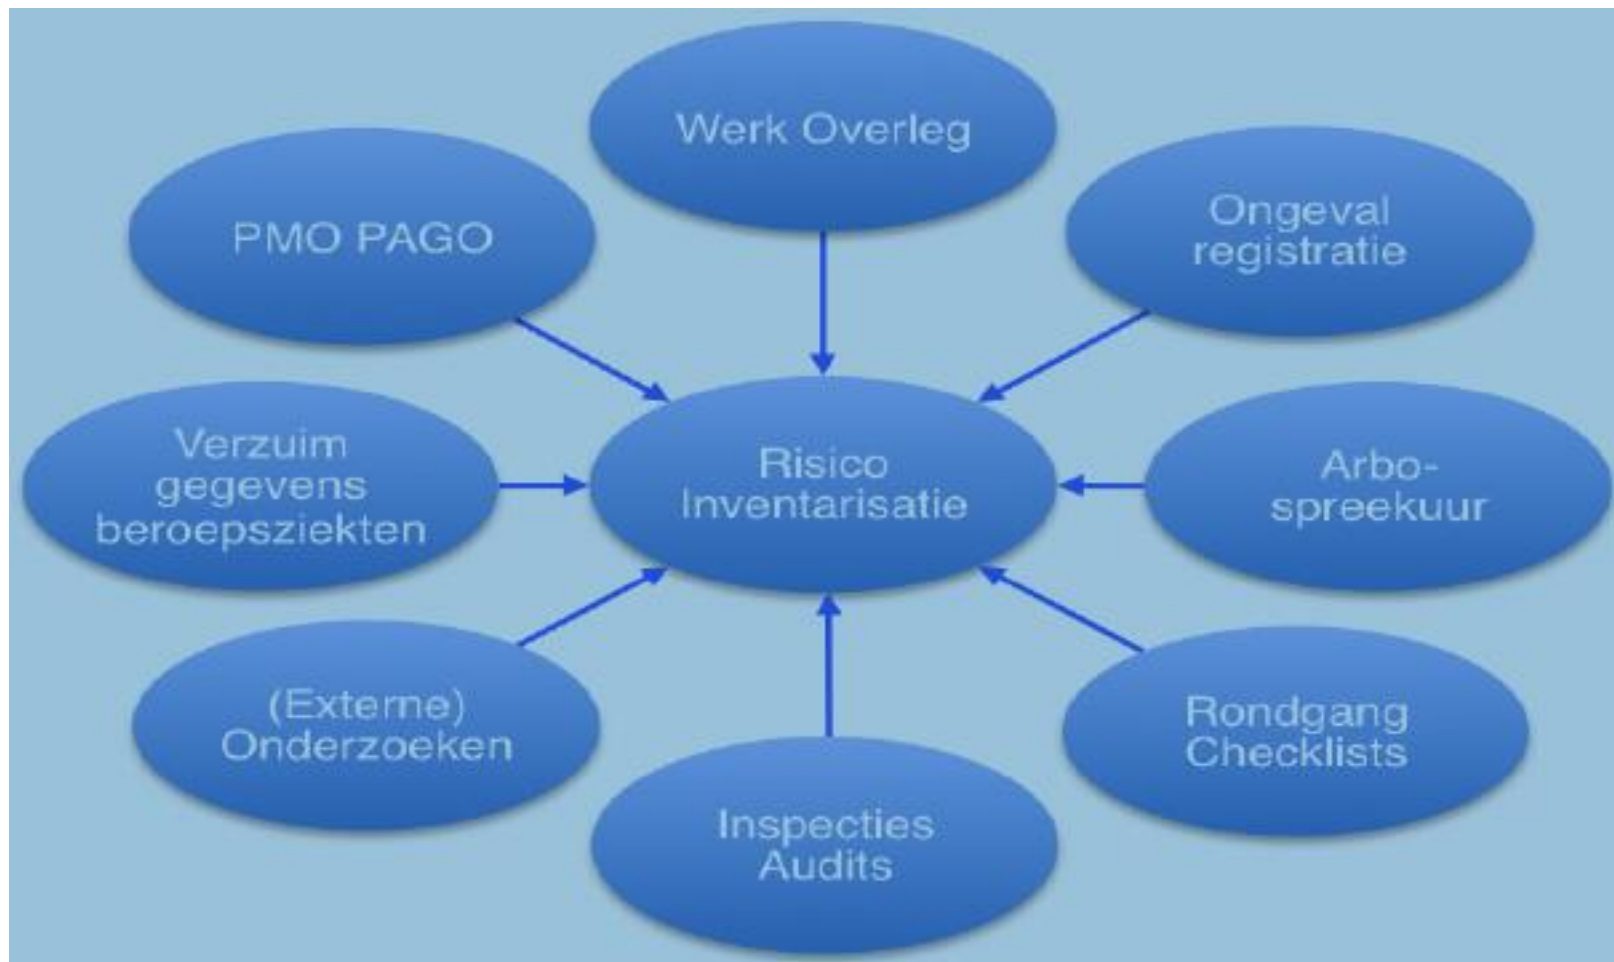 Werk Overleg
PMO PAGO
Ongeval
registratie
Verzuim
gegevens
beroepsziekten
Risico
Inventarisatie
Arbo-
spreekuur
(Externe)
Onderzoeken
Rondgang
Checklists
Inspecties
Audits